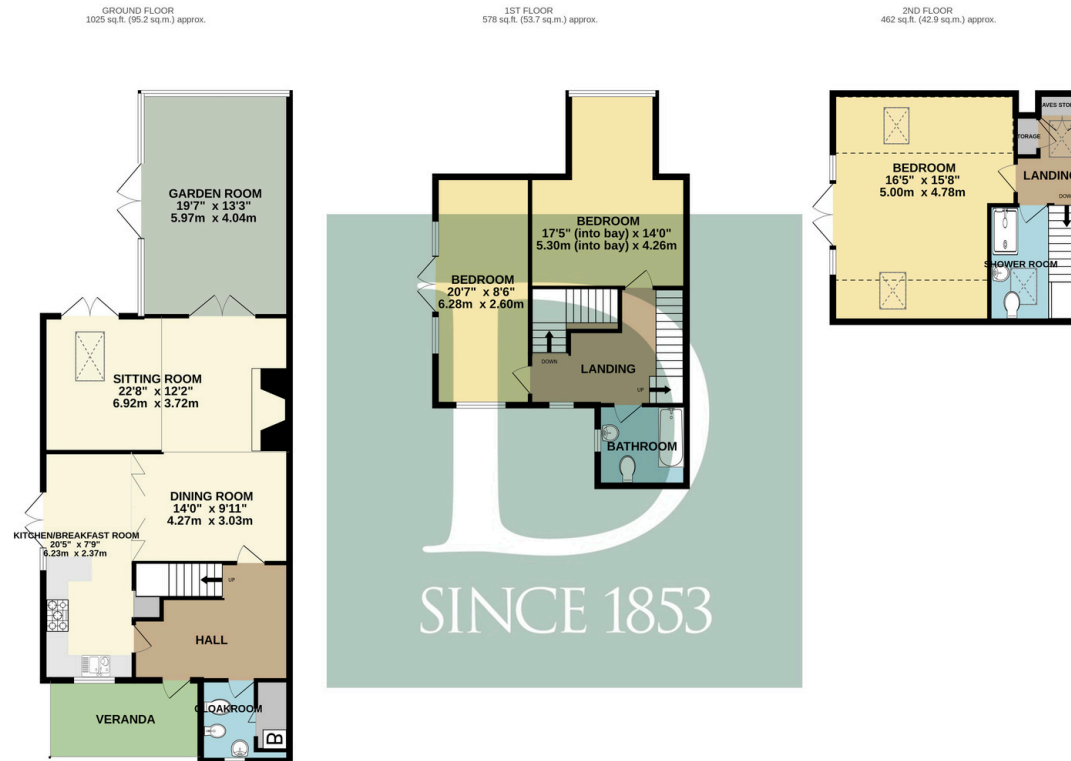 GROUND FLOOR
1025 sq.ft. (95.2 sq.m.) approx.
1ST FLOOR
578 sq.ft. (53.7 sq.m.) approx.
2ND FLOOR
462 sq.ft. (42.9 sq.m.) approx.
GARDEN ROOM
19'7" x 13'3"
5.97m x 4.04m
SITTING ROOM
22'8" x 12'2"
6.92m x 3.72m
DINING ROOM
14'0" x 9'11"
4.27m x 3.03m
KITCHEN/BREAKFAST ROOM
20'5" x 7'9"
6.23m x 2.37m
UP
HALL
VERANDA
CLOAKROOM
B
BEDROOM
17'5" (into bay) x 14'0"
5.30m (into bay) x 4.26m
BEDROOM
20'7" x 8'6"
6.28m x 2.60m
DOWN
LANDING
UP
BATHROOM
D
SINCE 1853
AVES STOR
TORAGE
BEDROOM
16'5" x 15'8"
5.00m x 4.78m
LANDING
DOWN
SHOWER ROOM